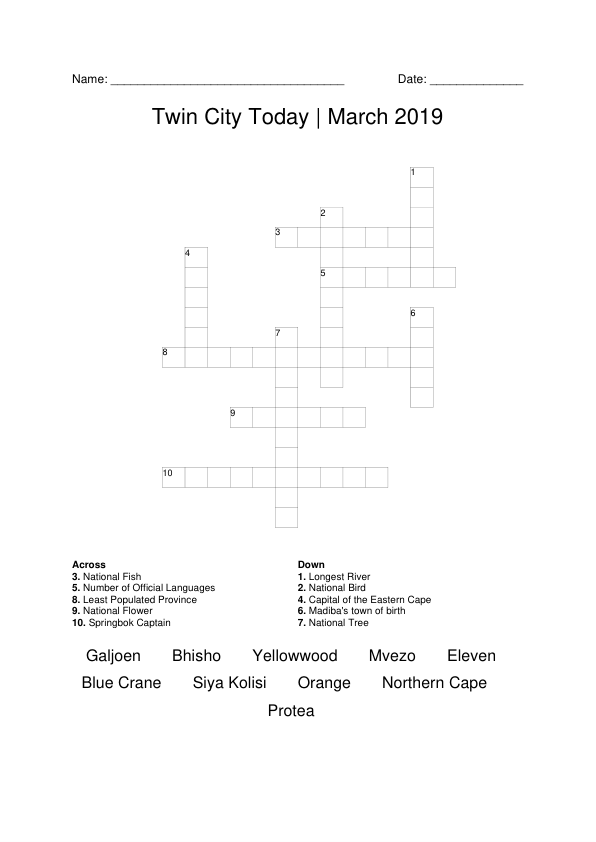 Name: ___________________________________ Date: ______________
Twin City Today | March 2019
1
2
3
4
5
6
7
8
9
10
Across
3. National Fish
5. Number of Official Languages
8. Least Populated Province
9. National Flower
10. Springbok Captain
Down
1. Longest River
2. National Bird
4. Capital of the Eastern Cape
6. Madiba's town of birth
7. National Tree
Galjoen Bhisho Yellowwood Mvezo Eleven
Blue Crane Siya Kolisi Orange Northern Cape
Protea